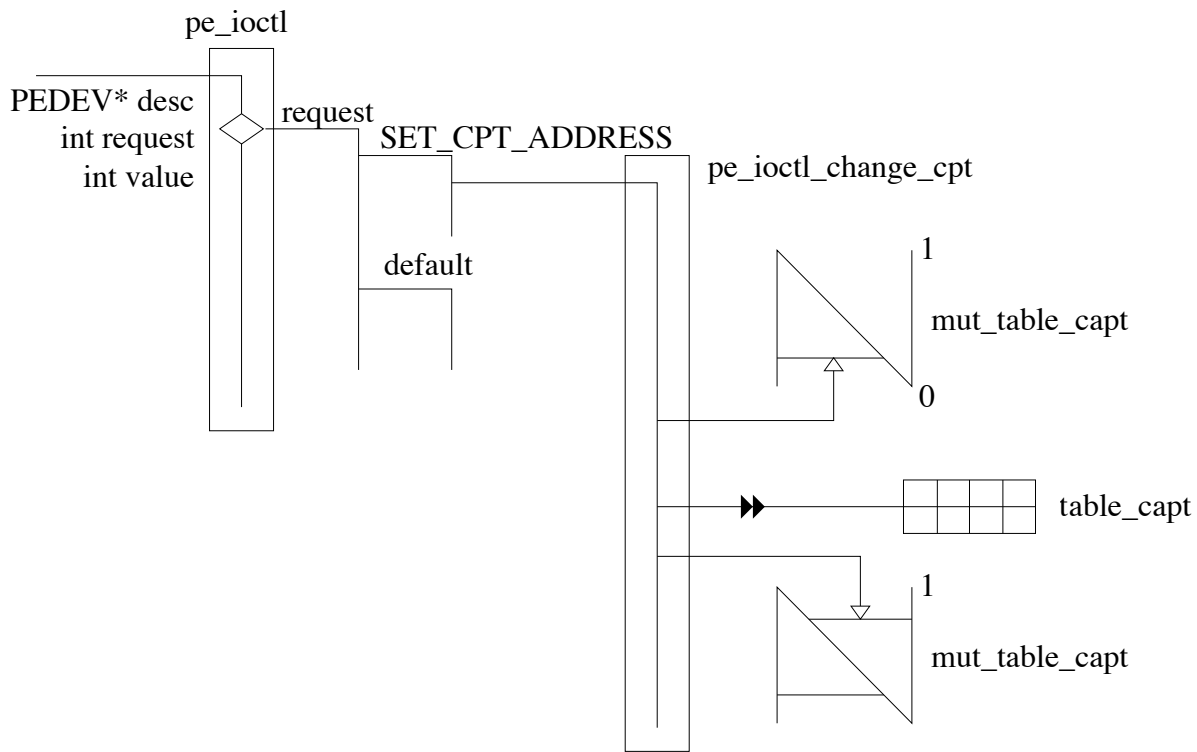 pe_ioctl
PEDEV* desc
int request
int value
request
SET_CPT_ADDRESS
default
pe_ioctl_change_cpt
1
mut_table_capt
0
table_capt
1
mut_table_capt